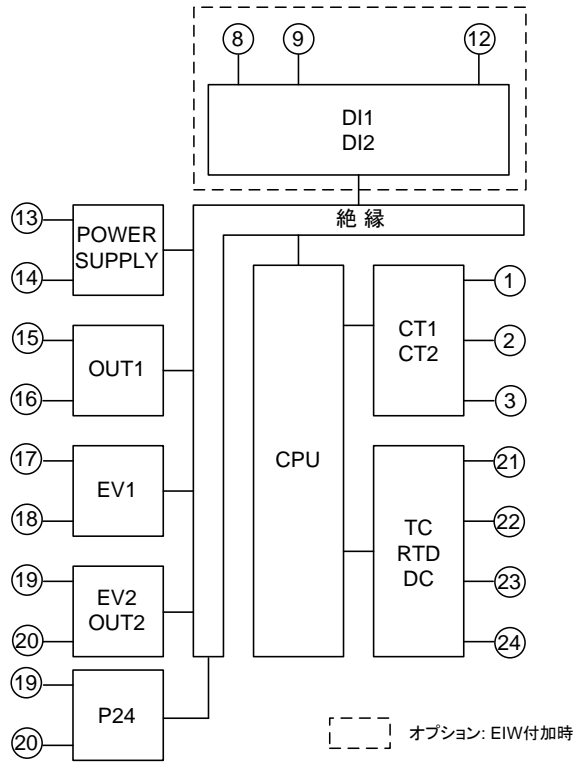 ⑧ ⑨ ⑫
DI1
DI2
絶縁
⑬
⑭
POWER
SUPPLY
⑮
⑯
OUT1
⑰
⑱
EV1
⑲
⑳
EV2
OUT2
⑲
⑳
P24
CPU
CT1
CT2
①
②
③
TC
RTD
DC
㉑
㉒
㉓
㉔
オプション: EIW付加時